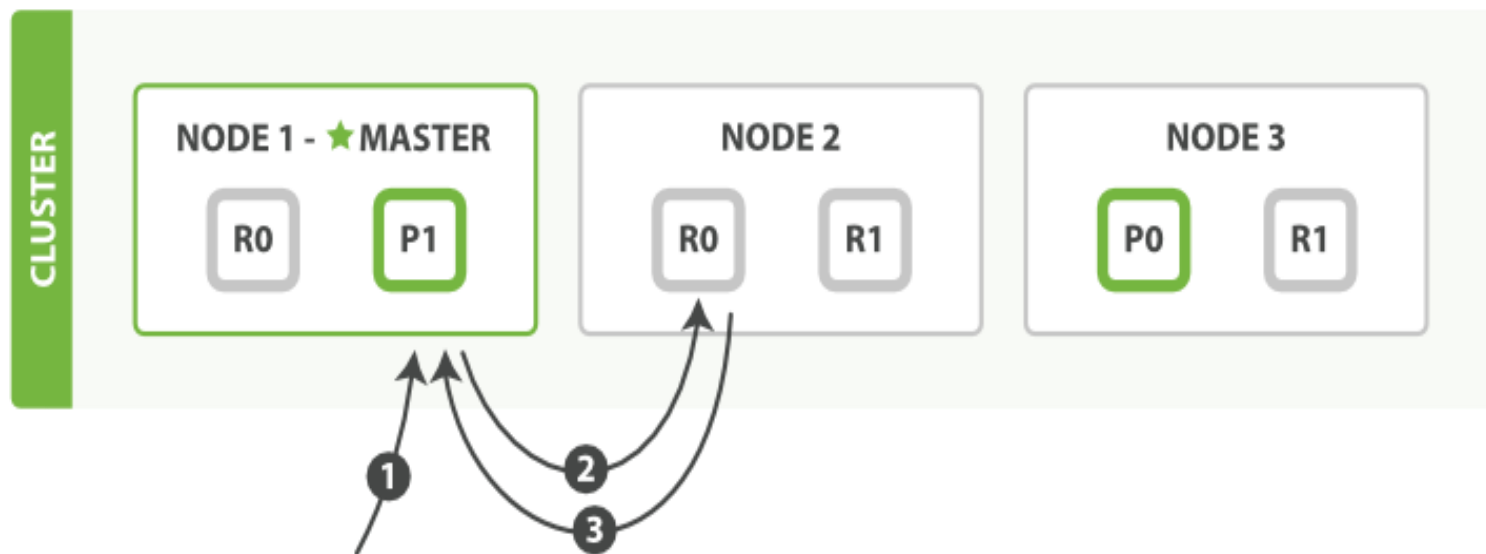 CLUSTER
NODE 1 - ★ MASTER
R0 P1
NODE 2
R0 R1
NODE 3
P0 R1
1
2
3